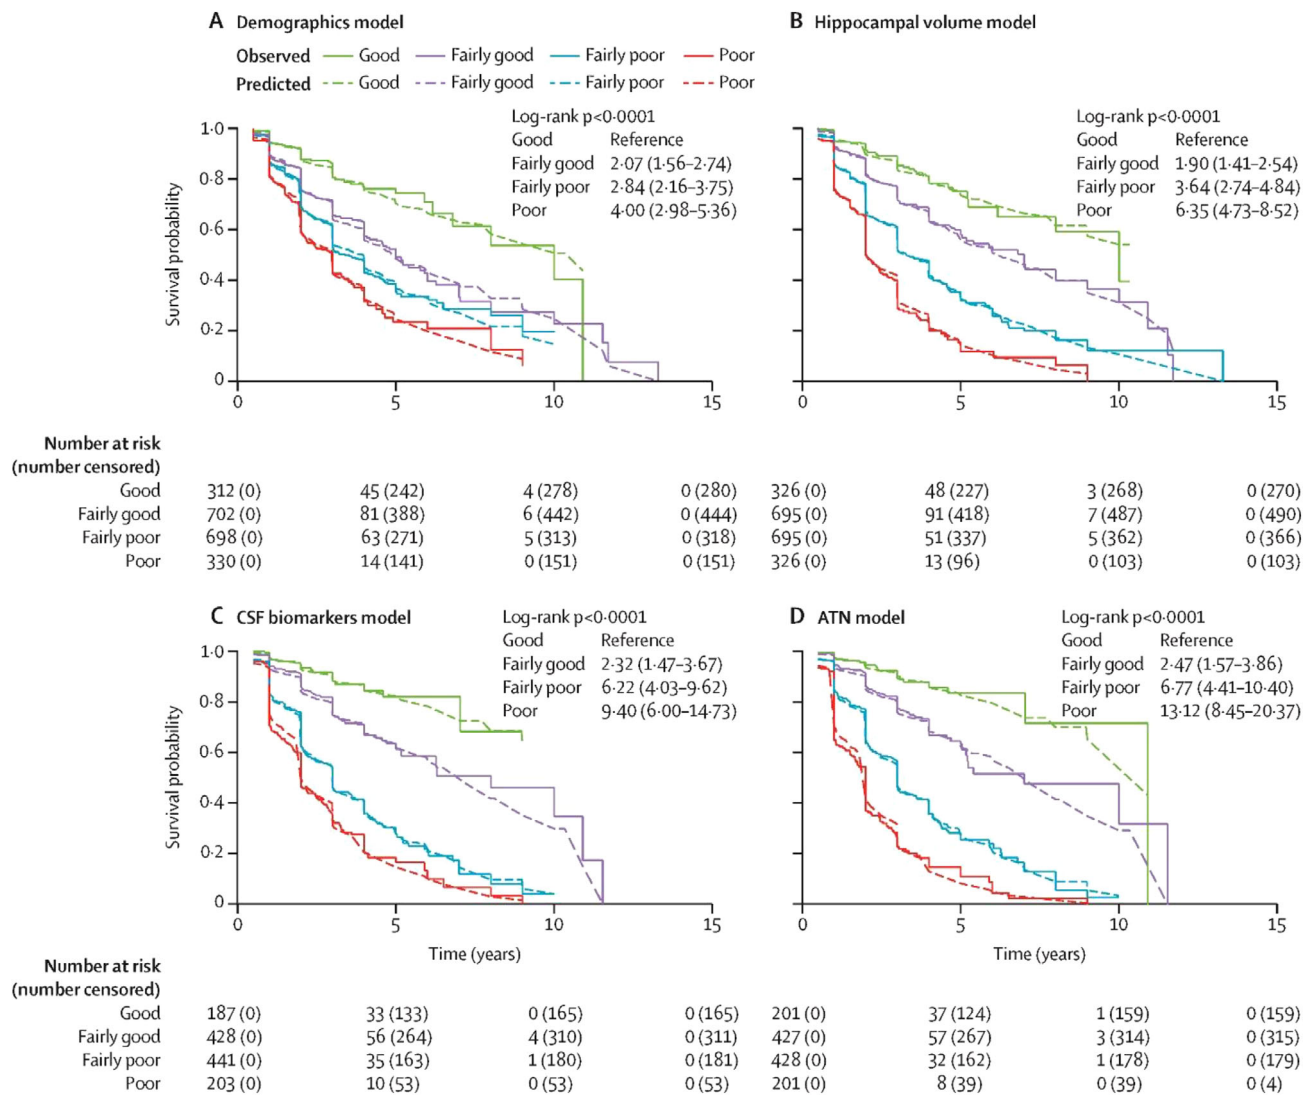 A Demographics model
B Hippocampal volume model
Observed Good Fairly good Fairly poor Poor
Predicted Good Fairly good Fairly poor Poor
Log-rank p<0·0001
Good Reference
Fairly good 2·07 (1·56–2·74)
Fairly poor 2·84 (2·16–3·75)
Poor 4·00 (2·98–5·36)
Log-rank p<0·0001
Good Reference
Fairly good 1·90 (1·41–2·54)
Fairly poor 3·64 (2·74–4·84)
Poor 6·35 (4·73–8·52)
Survival probability
1·0
0·8
0·6
0·4
0·2
0
0 5 10 15
0 5 10 15
Number at risk
(number censored)
Good 312 (0) 45 (242) 4 (278) 0 (280) 326 (0) 48 (227) 3 (268) 0 (270)
Fairly good 702 (0) 81 (388) 6 (442) 0 (444) 695 (0) 91 (418) 7 (487) 0 (490)
Fairly poor 698 (0) 63 (271) 5 (313) 0 (318) 695 (0) 51 (337) 5 (362) 0 (366)
Poor 330 (0) 14 (141) 0 (151) 0 (151) 326 (0) 13 (96) 0 (103) 0 (103)
C CSF biomarkers model
Log-rank p<0·0001
Good Reference
Fairly good 2·32 (1·47–3·67)
Fairly poor 6·22 (4·03–9·62)
Poor 9·40 (6·00–14·73)
D ATN model
Log-rank p<0·0001
Good Reference
Fairly good 2·47 (1·57–3·86)
Fairly poor 6·77 (4·41–10·40)
Poor 13·12 (8·45–20·37)
Survival probability
1·0
0·8
0·6
0·4
0·2
0
0 5 10 15
0 5 10 15
Time (years)
Time (years)
Number at risk
(number censored)
Good 187 (0) 33 (133) 0 (165) 0 (165) 201 (0) 37 (124) 1 (159) 0 (159)
Fairly good 428 (0) 56 (264) 4 (310) 0 (311) 427 (0) 57 (267) 3 (314) 0 (315)
Fairly poor 441 (0) 35 (163) 1 (180) 0 (181) 428 (0) 32 (162) 1 (178) 0 (179)
Poor 203 (0) 10 (53) 0 (53) 0 (53) 201 (0) 8 (39) 0 (39) 0 (4)